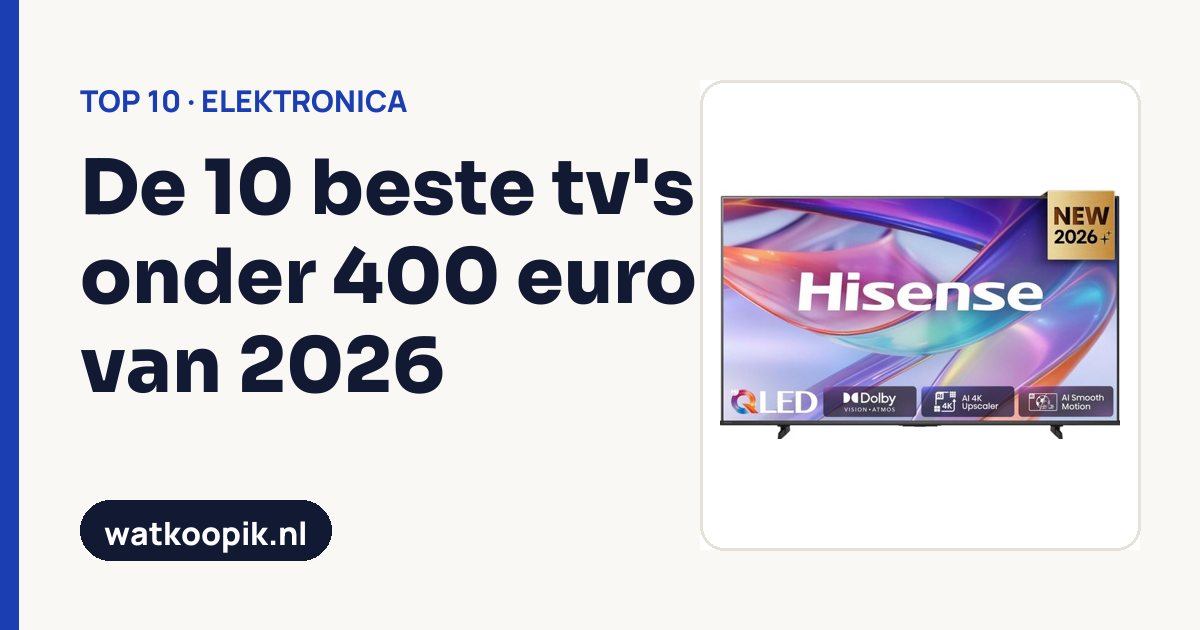 TOP 10 · ELEKTRONICA
De 10 beste tv's
onder 400 euro
van 2026
watkoopik.nl
NEW
2026+
Hisense
QLED
Dolby
VISION·ATMOS
AI 4K
Upscaler
AI Smooth
Motion